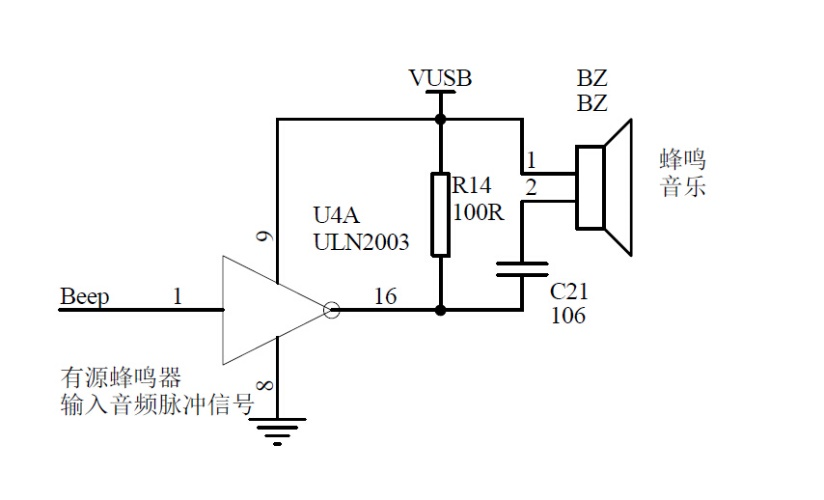 VUSB
BZ
BZ
1
2
蜂鸣
音乐
R14
100R
U4A
ULN2003
9
Beep
1
16
C21
106
8
有源蜂鸣器
输入音频脉冲信号